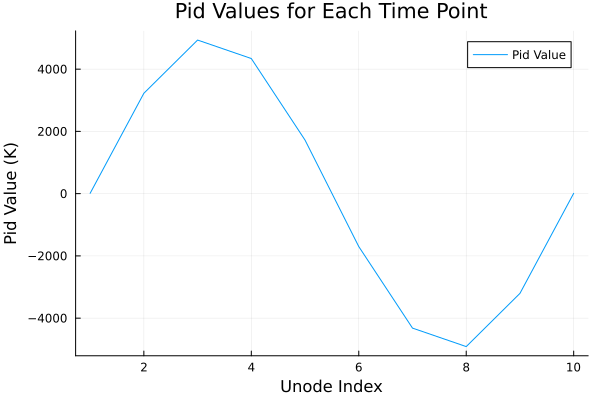 Pid Values for Each Time Point
Pid Value
4000
2000
0
−2000
−4000
Pid Value (K)
2 4 6 8 10
Unode Index